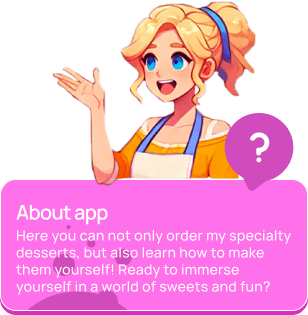 ?
About app
Here you can not only order my specialty
desserts, but also learn how to make
them yourself! Ready to immerse
yourself in a world of sweets and fun?